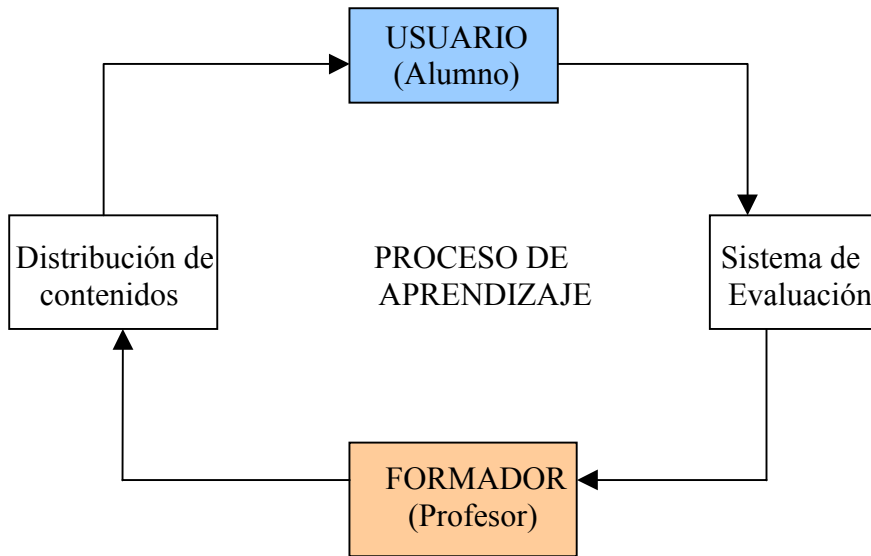 USUARIO
(Alumno)
Distribución de
contenidos
PROCESO DE
APRENDIZAJE
Sistema de
Evaluación
FORMADOR
(Profesor)